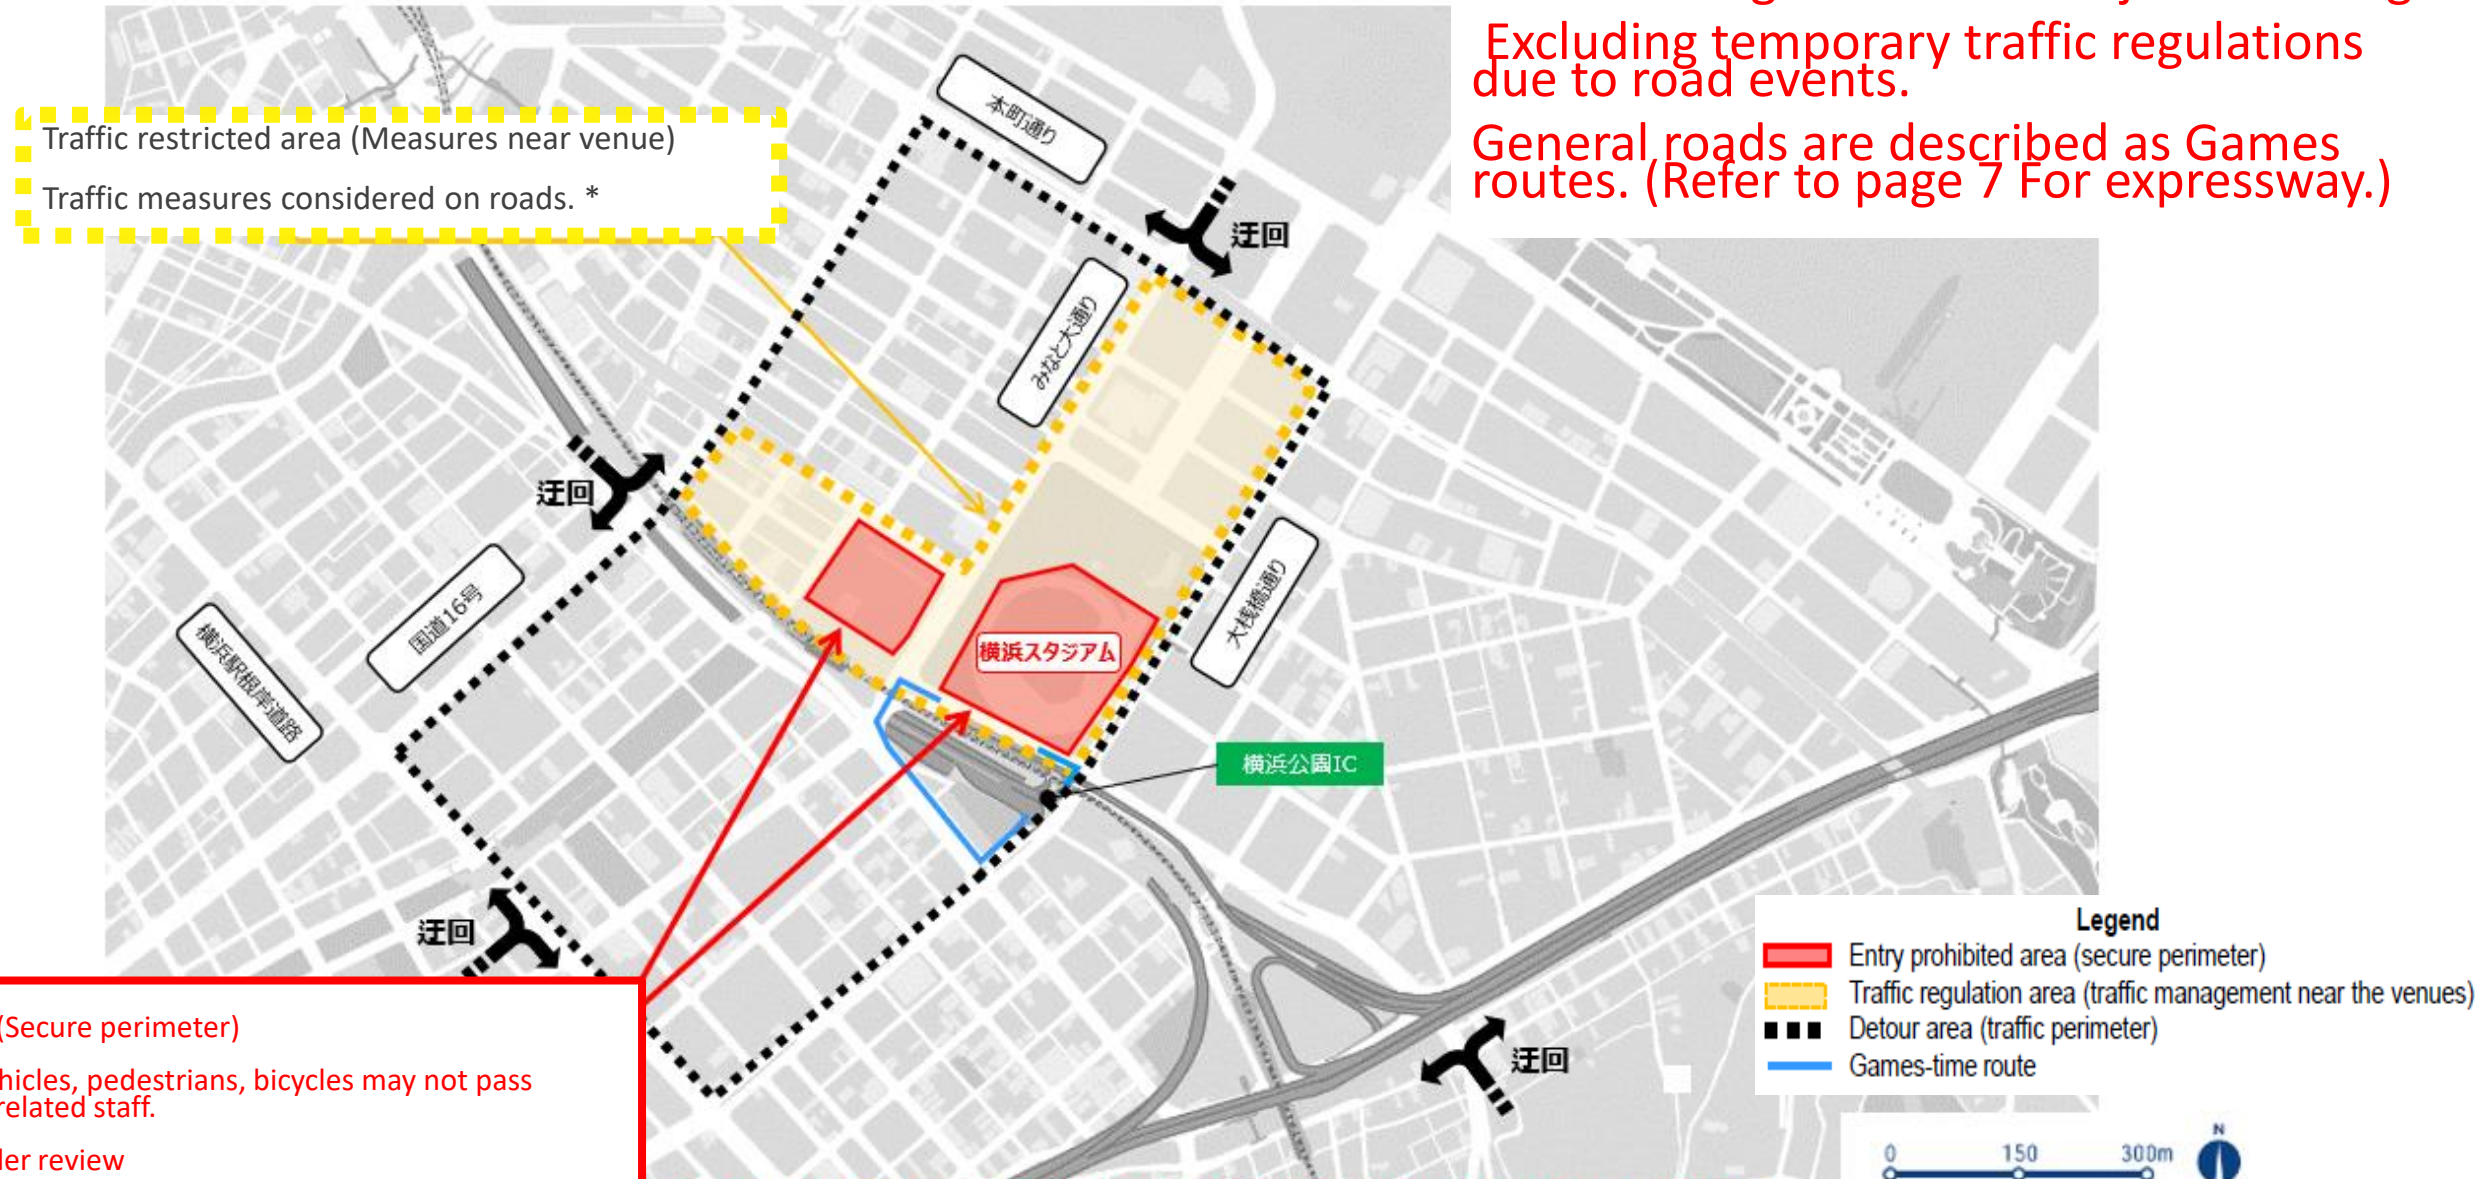 Excluding temporary traffic regulations
due to road events.
General roads are described as Games
routes. (Refer to page 7 For expressway.)
Traffic restricted area (Measures near venue)
Traffic measures considered on roads. *
本町通り
迂回
みなと大通り
迂回
国道16号
横浜駅根岸道路
横浜スタジアム
大桟橋通り
横浜公園IC
迂回
迂回
(Secure perimeter)
hicles, pedestrians, bicycles may not pass
related staff.
ler review
Legend
Entry prohibited area (secure perimeter)
Traffic regulation area (traffic management near the venues)
Detour area (traffic perimeter)
Games-time route
0 150 300m
N